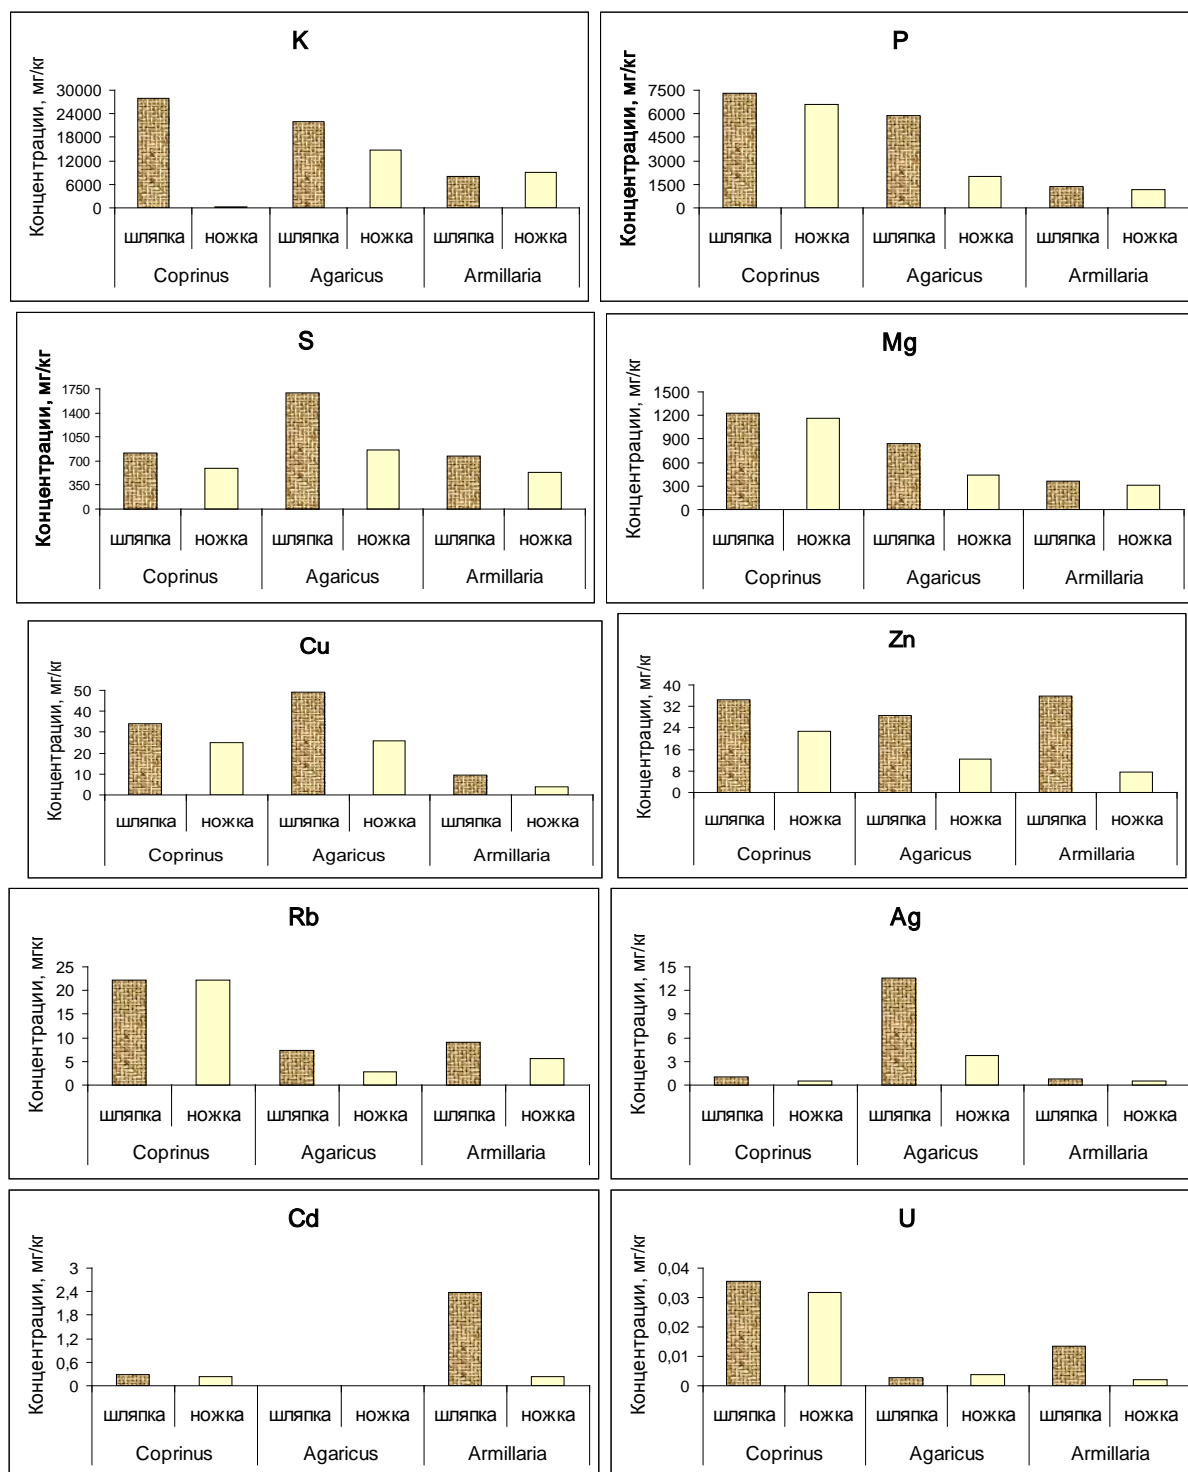 K
Концентрации, мг/кг
30000
24000
18000
12000
6000
0
шляпка ножка шляпка ножка шляпка ножка
Coprinus Agaricus Armillaria
P
Концентрации, мг/кг
7500
6000
4500
3000
1500
0
шляпка ножка шляпка ножка шляпка ножка
Coprinus Agaricus Armillaria
S
Концентрации, мг/кг
1750
1400
1050
700
350
0
шляпка ножка шляпка ножка шляпка ножка
Coprinus Agaricus Armillaria
Mg
Концентрации, мг/кг
1500
1200
900
600
300
0
шляпка ножка шляпка ножка шляпка ножка
Coprinus Agaricus Armillaria
Cu
Концентрации, мг/кг
50
40
30
20
10
0
шляпка ножка шляпка ножка шляпка ножка
Coprinus Agaricus Armillaria
Zn
Концентрации, мг/кг
40
32
24
16
8
0
шляпка ножка шляпка ножка шляпка ножка
Coprinus Agaricus Armillaria
Rb
Концентрации, мгкг
25
20
15
10
5
0
шляпка ножка шляпка ножка шляпка ножка
Coprinus Agaricus Armillaria
Ag
Концентрации, мг/кг
15
12
9
6
3
0
шляпка ножка шляпка ножка шляпка ножка
Coprinus Agaricus Armillaria
Cd
Концентрации, мг/кг
3
2,4
1,8
1,2
0,6
0
шляпка ножка шляпка ножка шляпка ножка
Coprinus Agaricus Armillaria
U
Концентрации, мг/кг
0,04
0,03
0,02
0,01
0
шляпка ножка шляпка ножка шляпка ножка
Coprinus Agaricus Armillaria